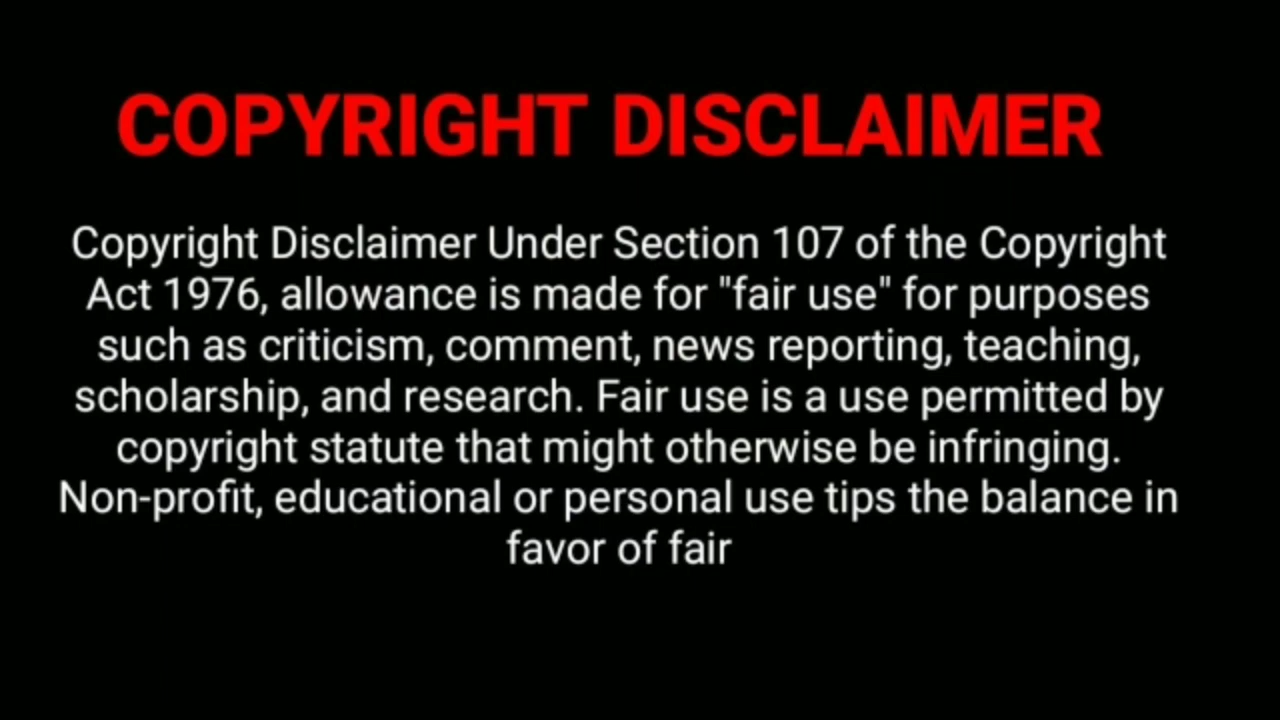 COPYRIGHT DISCLAIMER
Copyright Disclaimer Under Section 107 of the Copyright
Act 1976, allowance is made for "fair use" for purposes
such as criticism, comment, news reporting, teaching,
scholarship, and research. Fair use is a use permitted by
copyright statute that might otherwise be infringing.
Non-profit, educational or personal use tips the balance in
favor of fair